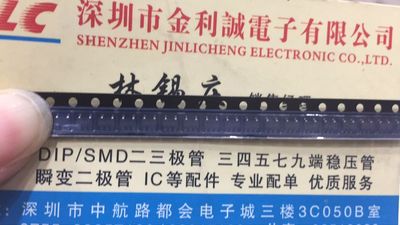 LC 深圳市金利誠電子有限公司
SHENZHEN JINLICHENG ELECTRONIC CO.,LTD.
林錫
DIP/SMD二三极管 三四五七九端稳压管
瞬变二极管 IC等配件 专业配单 优质服务
：深圳市中航路都会电子城三楼3C050B室